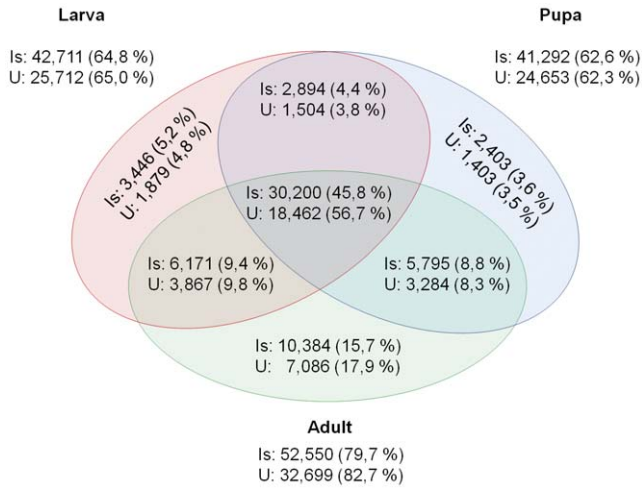 Larva
Is: 42,711 (64,8 %)
U: 25,712 (65,0 %)
Pupa
Is: 41,292 (62,6 %)
U: 24,653 (62,3 %)
Is: 2,894 (4,4 %)
U: 1,504 (3,8 %)
Is: 3,446 (5,2 %)
U: 1,879 (4,8 %)
Is: 2,403 (3,6 %)
U: 1,403 (3,5 %)
Is: 30,200 (45,8 %)
U: 18,462 (56,7 %)
Is: 6,171 (9,4 %)
U: 3,867 (9,8 %)
Is: 5,795 (8,8 %)
U: 3,284 (8,3 %)
Is: 10,384 (15,7 %)
U: 7,086 (17,9 %)
Adult
Is: 52,550 (79,7 %)
U: 32,699 (82,7 %)